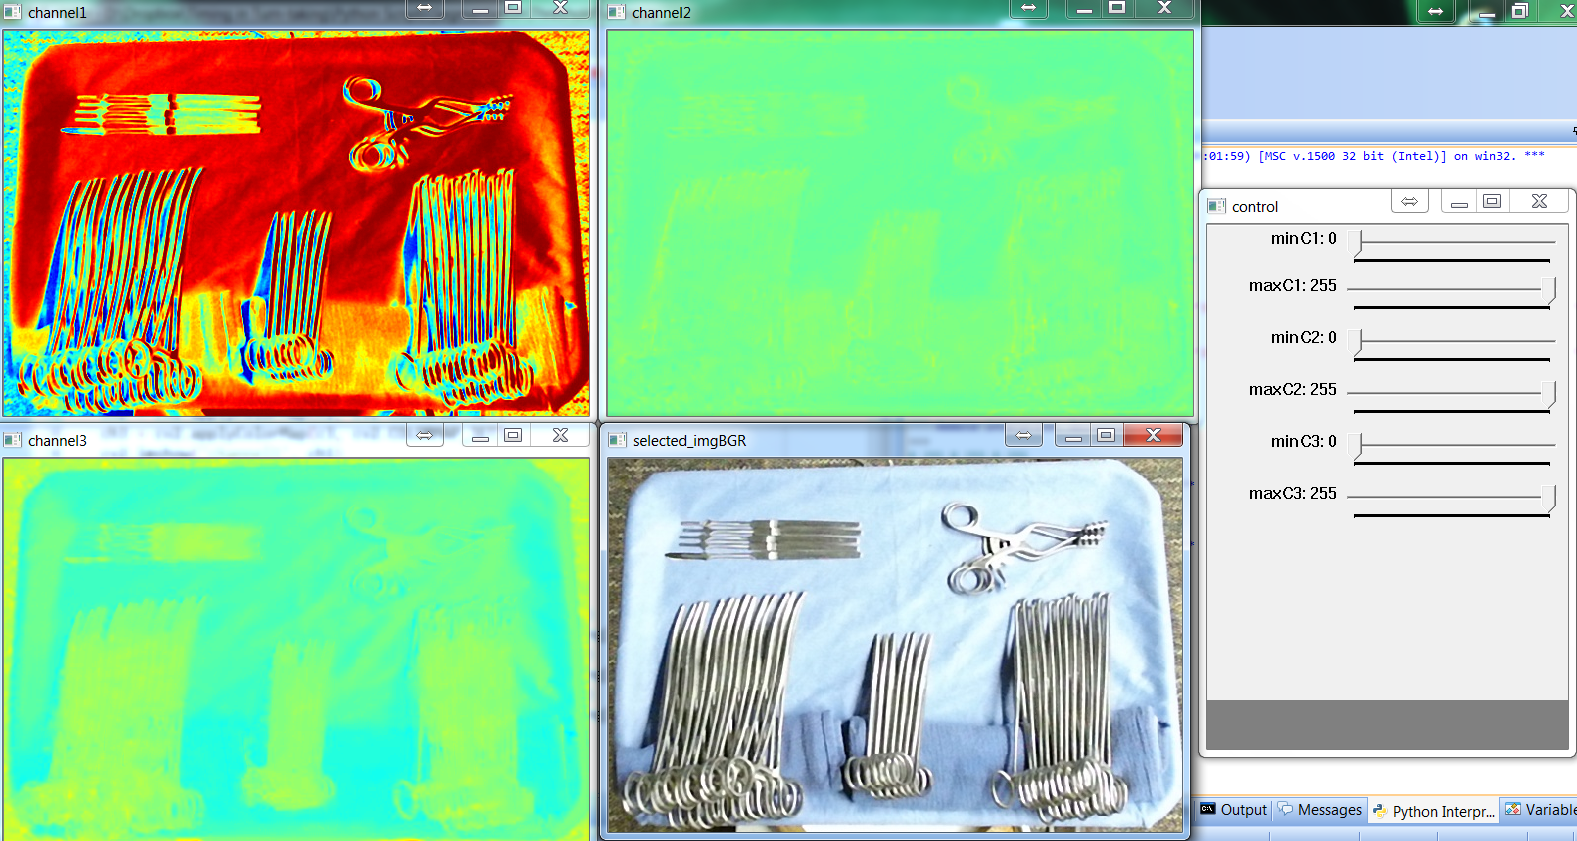 channel1
channel2
:01:59) [MSC v.1500 32 bit (Intel)] on win32. ***
control
minC1: 0
maxC1: 255
minC2: 0
maxC2: 255
minC3: 0
maxC3: 255
channel3
selected_imgBGR
Output
Messages
Python Interpr...
Variable